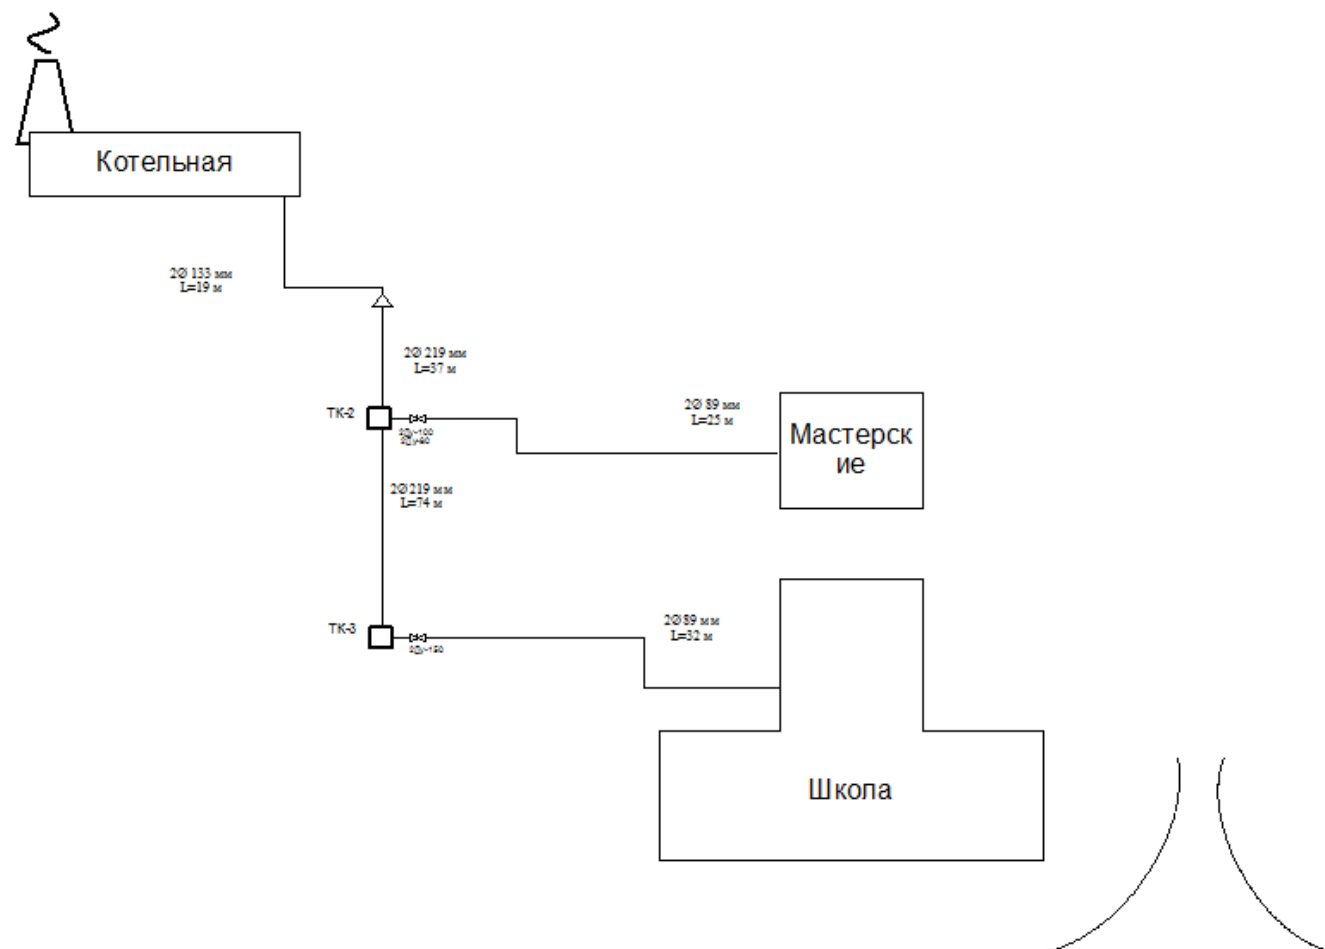 Котельная
2Ø 133 мм
L=19 м
2Ø 219 мм
L=37 м
ТК-2
2Ø 89 мм
L=25 м
Мастерск
ие
2Ø 219 мм
L=74 м
ТК-3
2Ø 89 мм
L=32 м
Школа